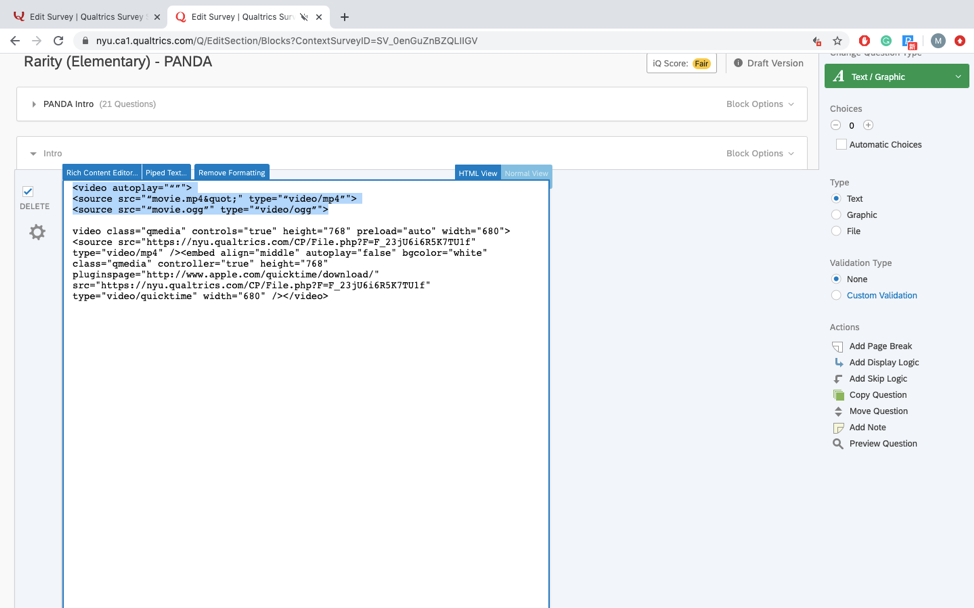 Edit Survey | Qualtrics Survey
Edit Survey | Qualtrics Sur
nyu.ca1.qualtrics.com/Q/EditSection/Blocks?ContextSurveyID=SV_0enGuZnBZQLIIGV
M
Rarity (Elementary) - PANDA
iQ Score: Fair
Draft Version
PANDA Intro (21 Questions)
Block Options
Intro
Block Options
Rich Content Editor... Piped Text... Remove Formatting
HTML View Normal View
DELETE
<video autoplay="“”">
<source src="“movie.mp4&quot;" type="“video/mp4”">
<source src="“movie.ogg”" type="“video/ogg”">
video class="qmedia" controls="true" height="768" preload="auto" width="680">
<source src="https://nyu.qualtrics.com/CP/File.php?F=F_23jU6i6R5K7TU1f"
type="video/mp4" /><embed align="middle" autoplay="false" bgcolor="white"
class="qmedia" controller="true" height="768"
pluginspage="http://www.apple.com/quicktime/download/"
src="https://nyu.qualtrics.com/CP/File.php?F=F_23jU6i6R5K7TU1f"
type="video/quicktime" width="680" /></video>
Change Question Type
A Text / Graphic
Choices
0
Automatic Choices
Type
Text
Graphic
File
Validation Type
None
Custom Validation
Actions
Add Page Break
Add Display Logic
Add Skip Logic
Copy Question
Move Question
Add Note
Preview Question